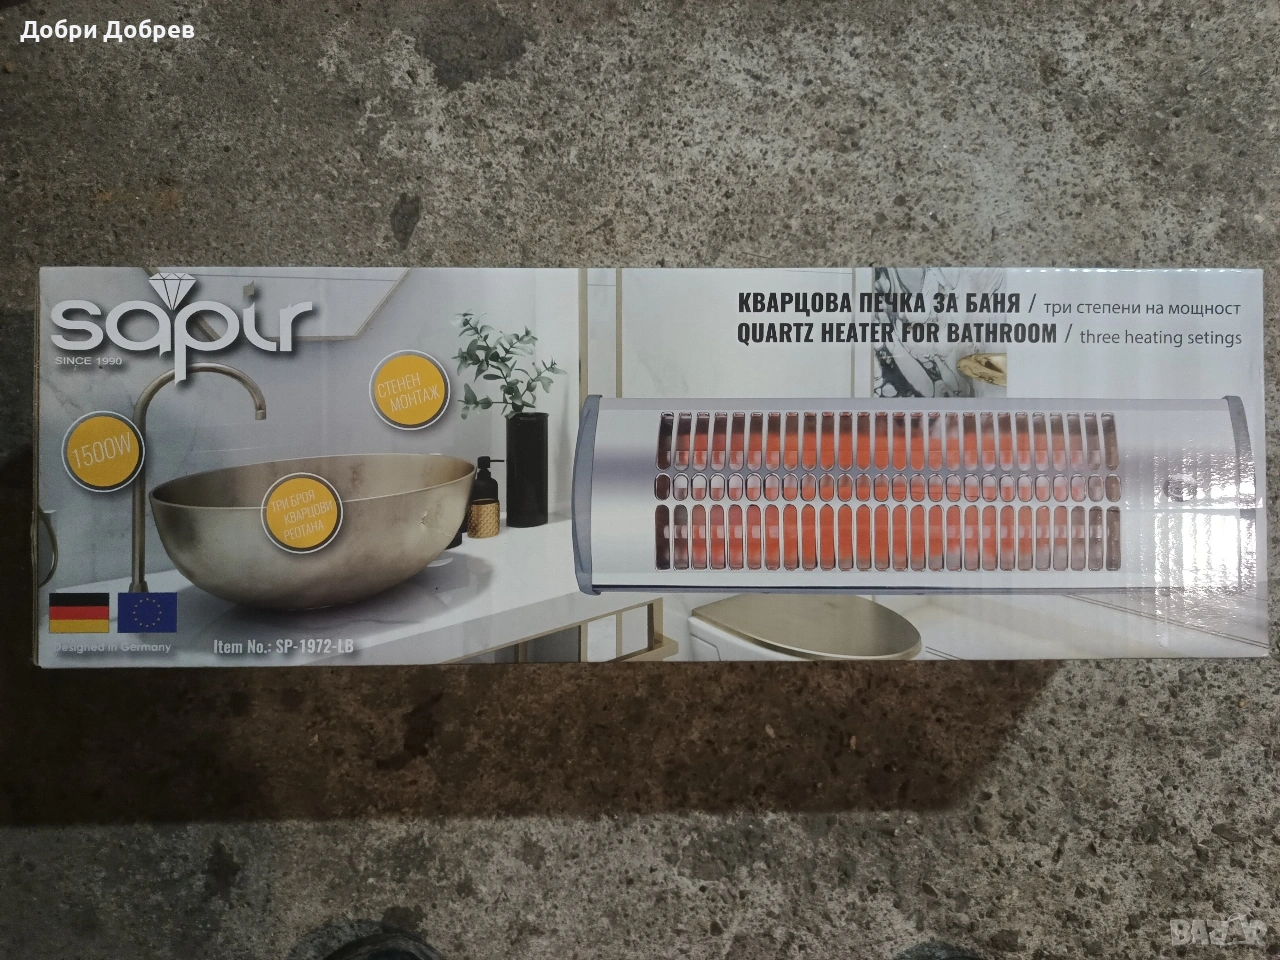 Добри Добрев
sapir
SINCE 1990
КВАРЦОВА ПЕЧКА ЗА БАНЯ / три степени на мощност
QUARTZ HEATER FOR BATHROOM / three heating setings
СТЕНЕН
МОНТАЖ
1500W
ТРИ БРОЯ
КВАРЦОВИ
РЕОТАНА
Designed in Germany
Item No.: SP-1972-LB
BAZAR